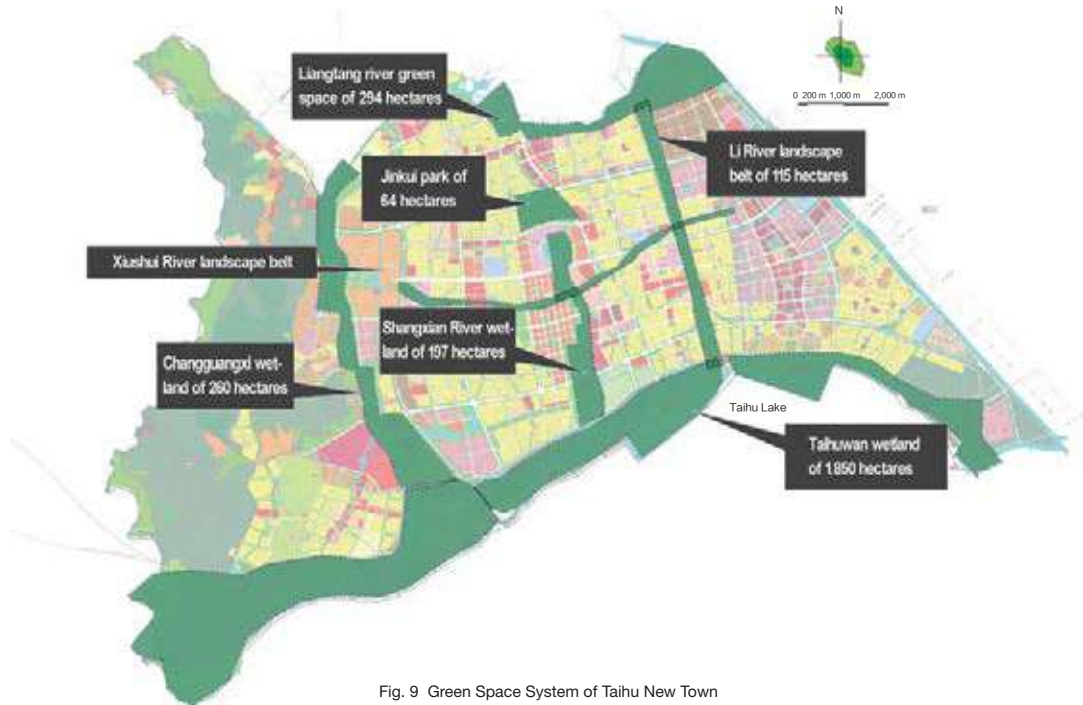 N
0 200 m 1,000 m 2,000 m
Liangtang river green
space of 294 hectares
Li River landscape
belt of 115 hectares
Jinkui park of
64 hectares
Xiushui River landscape belt
Shangxian River wet-
land of 197 hectares
Changguangxi wet-
land of 260 hectares
Taihu Lake
Taihuwan wetland
of 1.850 hectares
Fig. 9 Green Space System of Taihu New Town